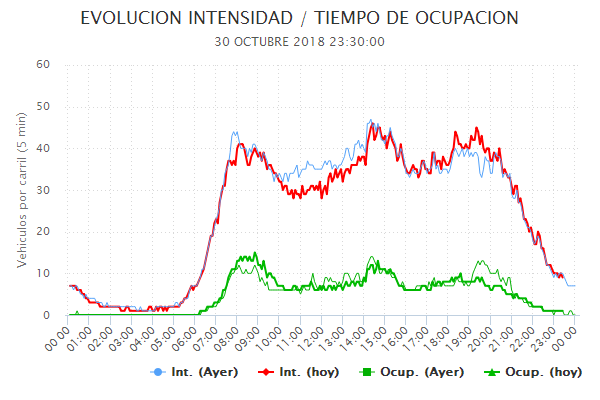 EVOLUCION INTENSIDAD / TIEMPO DE OCUPACION
30 OCTUBRE 2018 23:30:00
Vehiculos por carril (5 min)
60
50
40
30
20
10
0
00:00 01:00 02:00 03:00 04:00 05:00 06:00 07:00 08:00 09:00 10:00 11:00 12:00 13:00 14:00 15:00 16:00 17:00 18:00 19:00 20:00 21:00 22:00 23:00 00:00
Int. (Ayer) Int. (hoy) Ocup. (Ayer) Ocup. (hoy)